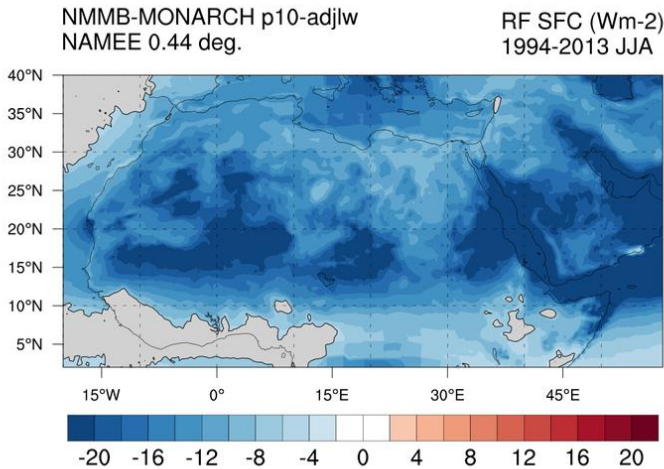 NMMB-MONARCH p10-adjlw
NAMEE 0.44 deg.
RF SFC (Wm-2)
1994-2013 JJA
40°N
35°N
30°N
25°N
20°N
15°N
10°N
5°N
15°W 0° 15°E 30°E 45°E
-20 -16 -12 -8 -4 0 4 8 12 16 20